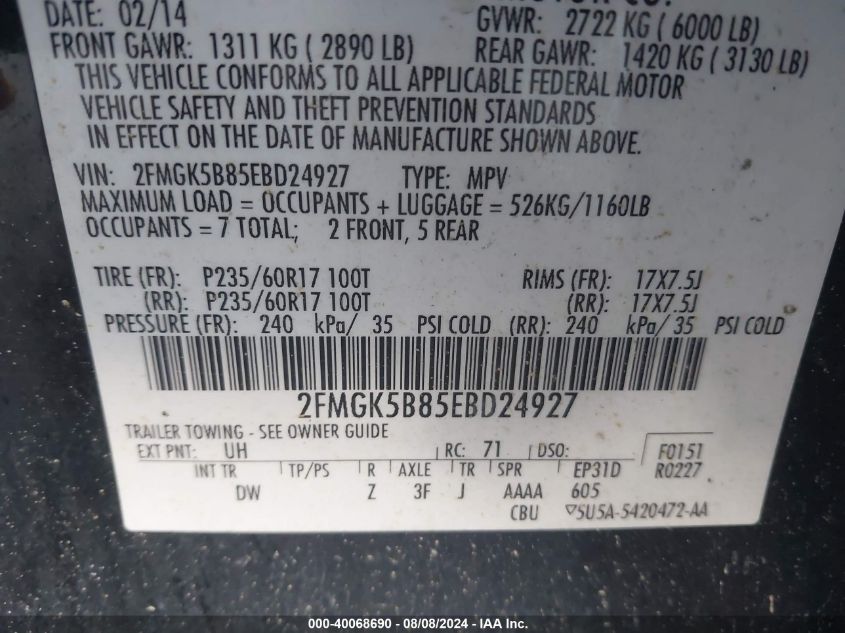 DATE: 02/14
MOTOR CO.
GVWR: 2722 KG ( 6000 LB)
FRONT GAWR: 1311 KG ( 2890 LB)
REAR GAWR: 1420 KG ( 3130 LB)
THIS VEHICLE CONFORMS TO ALL APPLICABLE FEDERAL MOTOR
VEHICLE SAFETY AND THEFT PREVENTION STANDARDS
IN EFFECT ON THE DATE OF MANUFACTURE SHOWN ABOVE.
VIN: 2FMGK5B85EBD24927 TYPE: MPV
MAXIMUM LOAD = OCCUPANTS + LUGGAGE = 526KG/1160LB
OCCUPANTS = 7 TOTAL; 2 FRONT, 5 REAR
TIRE (FR): P235/60R17 100T RIMS (FR): 17X7.5J
(RR): P235/60R17 100T (RR): 17X7.5J
PRESSURE (FR): 240 kPa/ 35 PSI COLD (RR): 240 kPa/ 35 PSI COLD
2FMGK5B85EBD24927
TRAILER TOWING - SEE OWNER GUIDE
EXT PNT: UH RC: 71 DSO: F0151
INT TR TP/PS R AXLE TR SPR EP31D R0227
DW Z 3F J AAAA 605
CBU ▽5U5A-5420472-AA
000-40068690 - 08/08/2024 - IAA Inc.